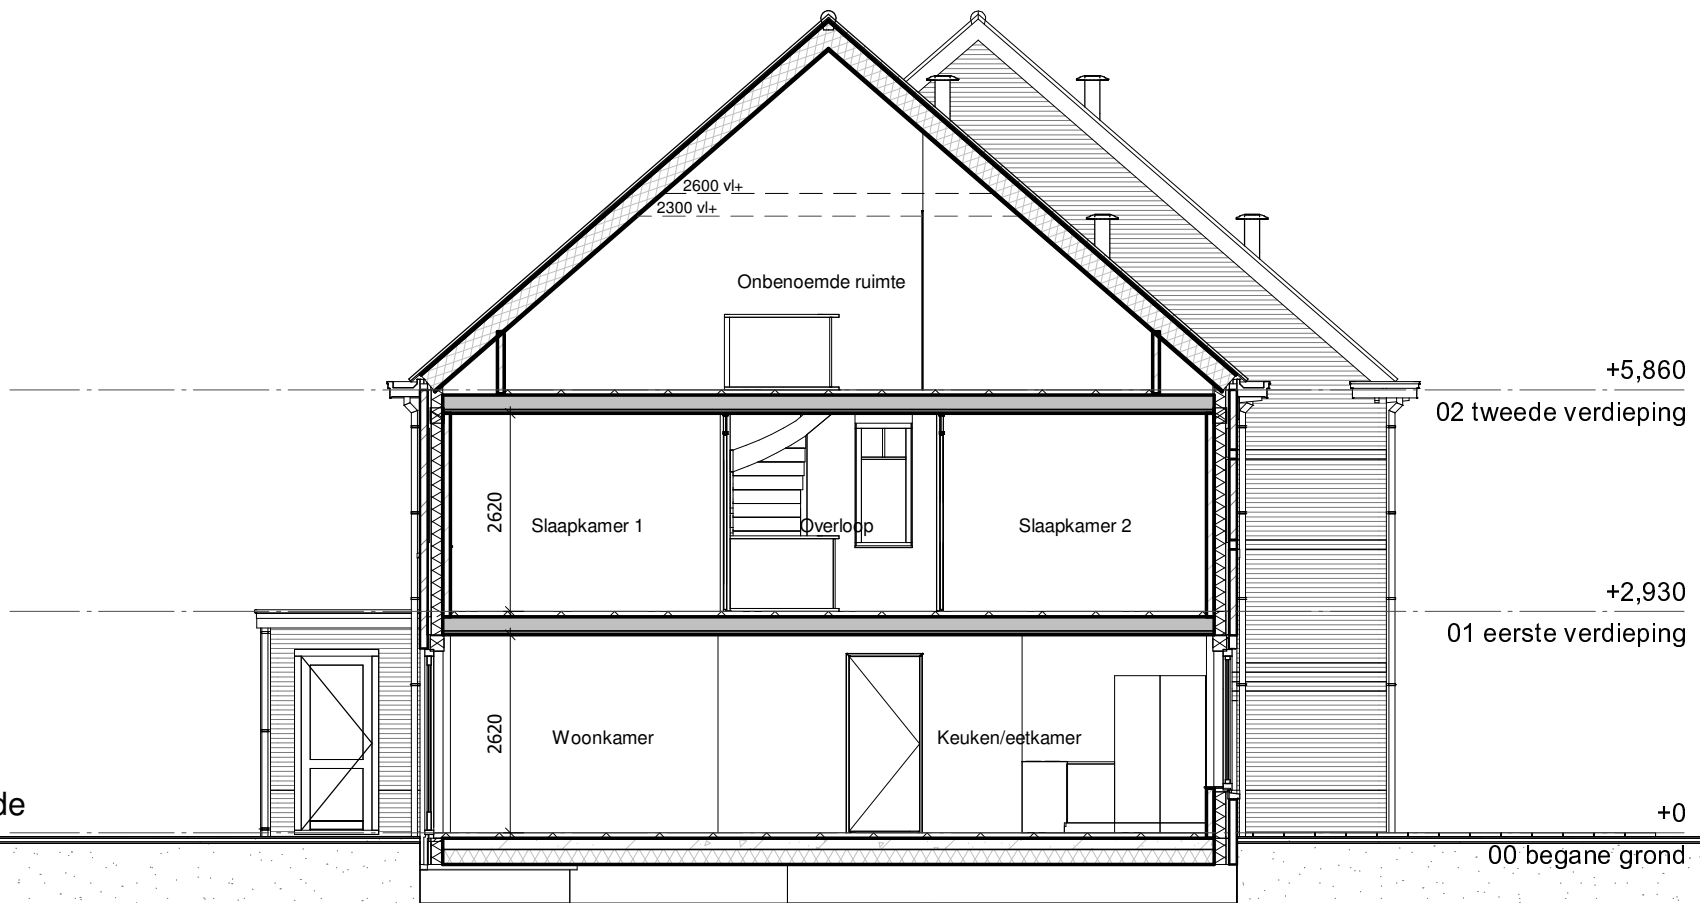 2600 vl+
2300 vl+
Onbenoemde ruimte
+5,860
02 tweede verdieping
2620
Slaapkamer 1
Overloop
Slaapkamer 2
+2,930
01 eerste verdieping
2620
Woonkamer
Keuken/eetkamer
de
+0
00 begane grond